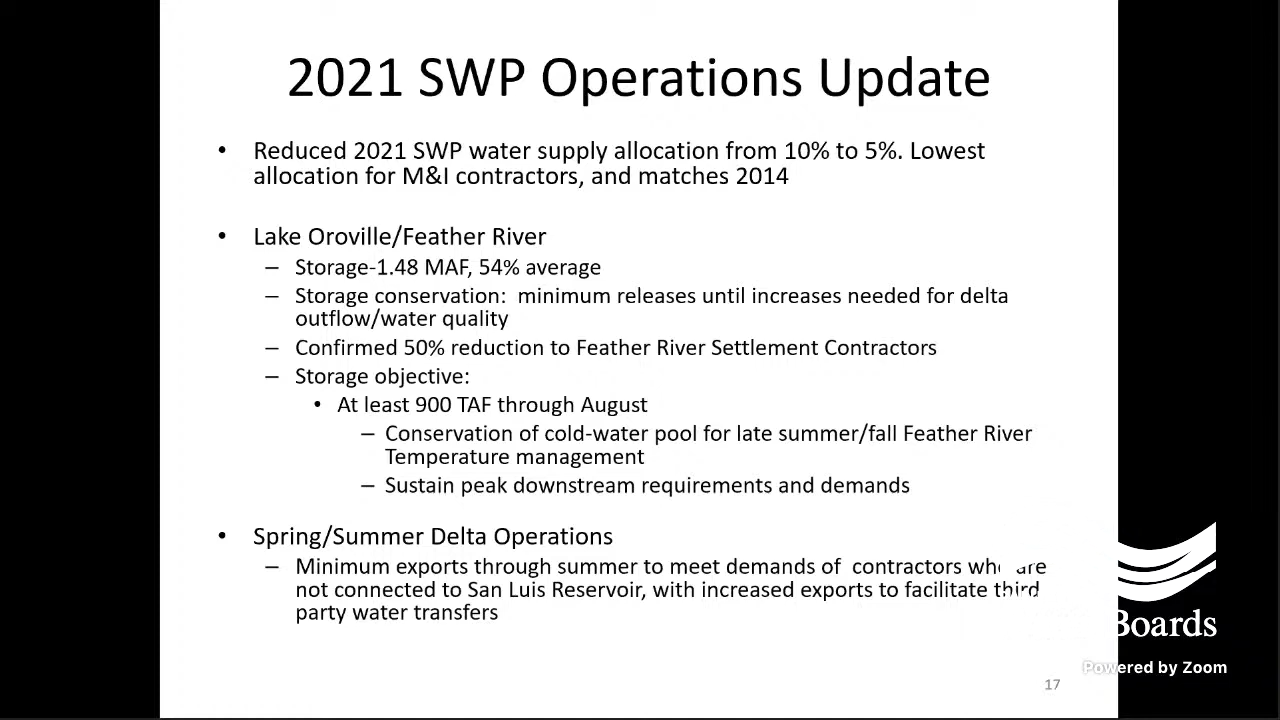 2021 SWP Operations Update
• Reduced 2021 SWP water supply allocation from 10% to 5%. Lowest
allocation for M&I contractors, and matches 2014
• Lake Oroville/Feather River
– Storage-1.48 MAF, 54% average
– Storage conservation:  minimum releases until increases needed for delta
outflow/water quality
– Confirmed 50% reduction to Feather River Settlement Contractors
– Storage objective:
• At least 900 TAF through August
– Conservation of cold-water pool for late summer/fall Feather River
Temperature management
– Sustain peak downstream requirements and demands
• Spring/Summer Delta Operations
– Minimum exports through summer to meet demands of  contractors who are
not connected to San Luis Reservoir, with increased exports to facilitate third
party water transfers
Boards
Powered by Zoom
17